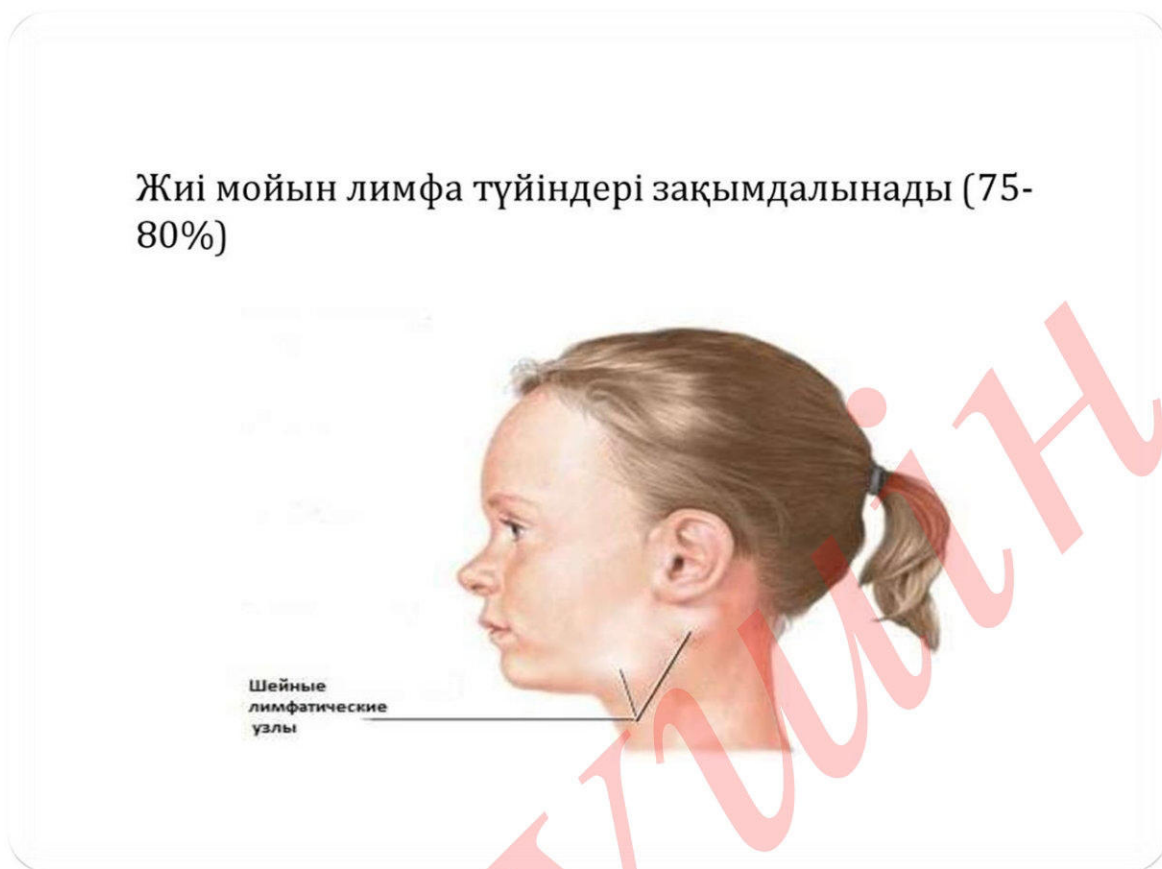 Жиі мойын лимфа түйіндері зақымдалынады (75-
80%)
Шейные
лимфатические
узлы